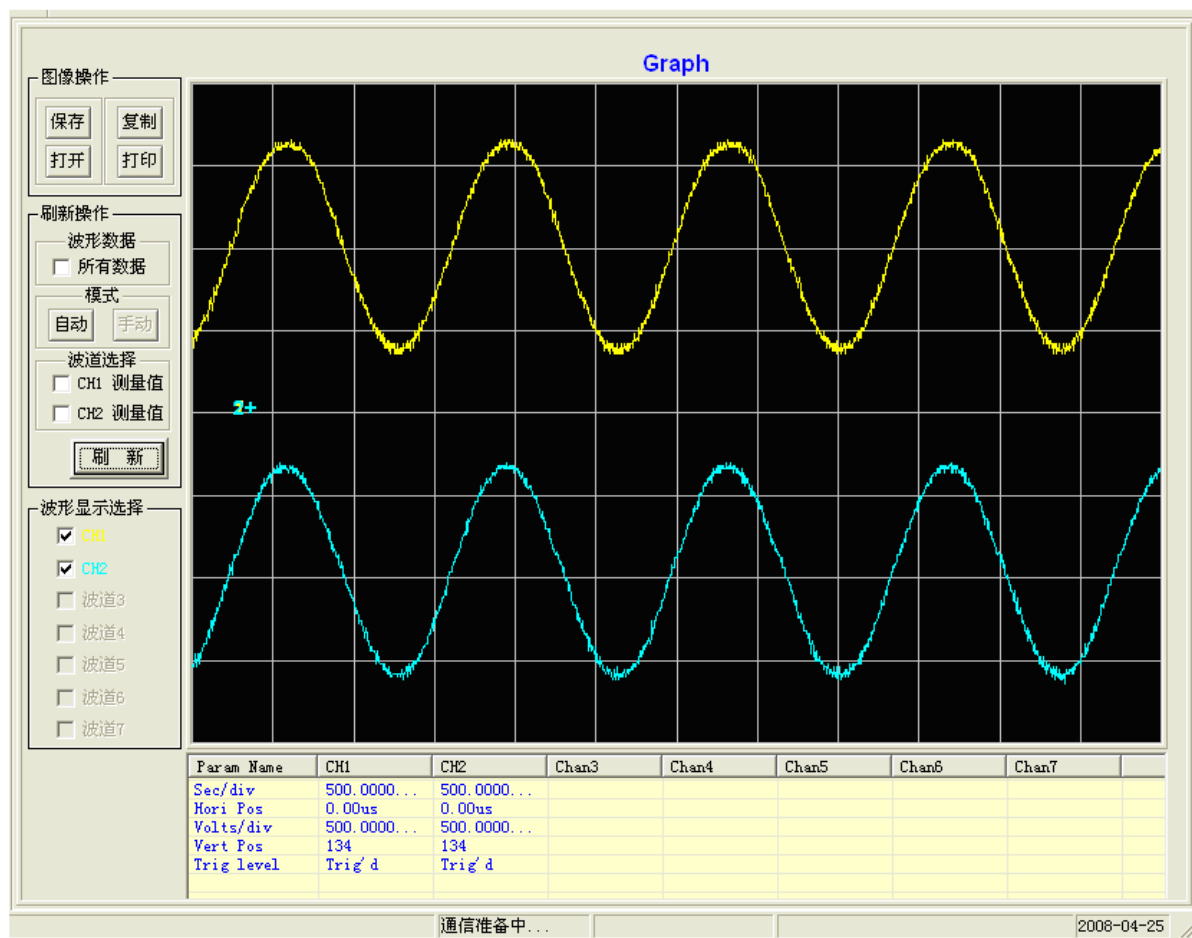 Graph
图像操作
保存 复制
打开 打印
刷新操作
波形数据
所有数据
模式
自动 手动
波道选择
CH1 测量值
CH2 测量值
刷 新
波形显示选择
CH1
CH2
波道3
波道4
波道5
波道6
波道7
2+
Param Name CH1 CH2 Chan3 Chan4 Chan5 Chan6 Chan7
Sec/div 500.0000... 500.0000...
Hori Pos 0.00us 0.00us
Volts/div 500.0000... 500.0000...
Vert Pos 134 134
Trig level Trig'd Trig'd
通信准备中... 2008-04-25